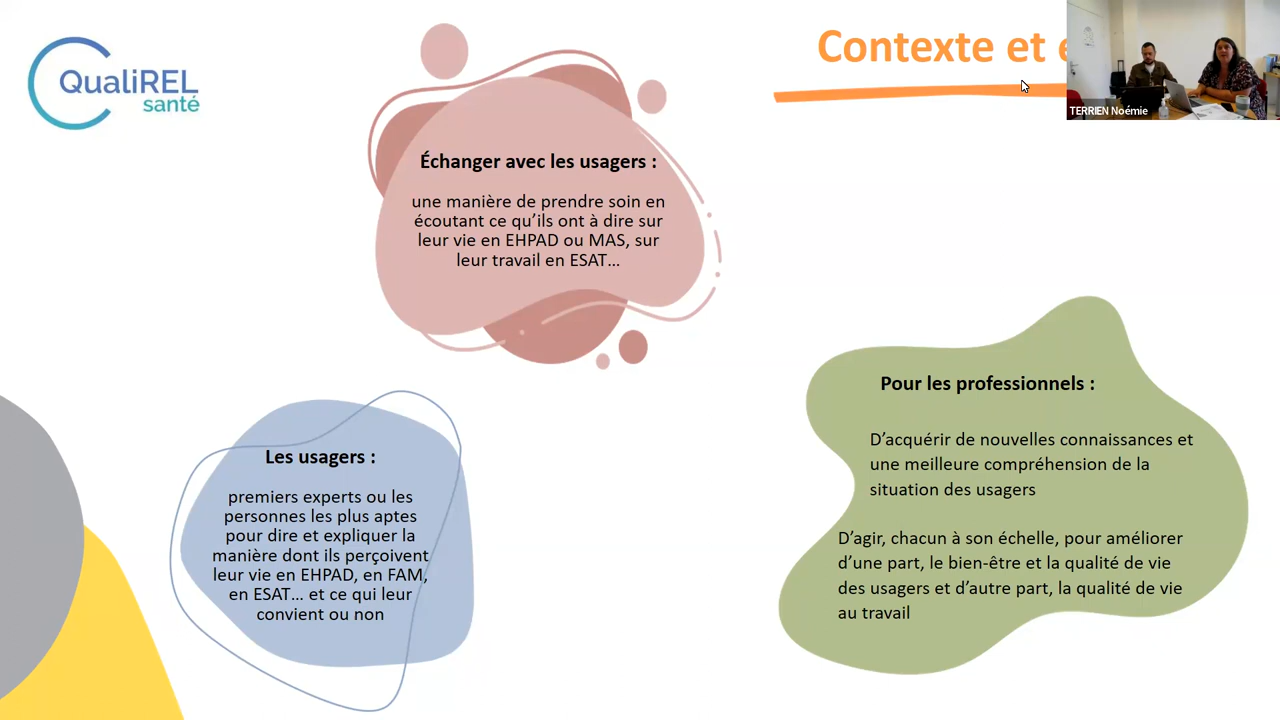 QualiREL
santé
Contexte et
TERRIEN Noémie
Échanger avec les usagers :
une manière de prendre soin en
écoutant ce qu’ils ont à dire sur
leur vie en EHPAD ou MAS, sur
leur travail en ESAT…
Les usagers :
premiers experts ou les
personnes les plus aptes
pour dire et expliquer la
manière dont ils perçoivent
leur vie en EHPAD, en FAM,
en ESAT… et ce qui leur
convient ou non
Pour les professionnels :
D’acquérir de nouvelles connaissances et
une meilleure compréhension de la
situation des usagers
D’agir, chacun à son échelle, pour améliorer
d’une part, le bien-être et la qualité de vie
des usagers et d’autre part, la qualité de vie
au travail